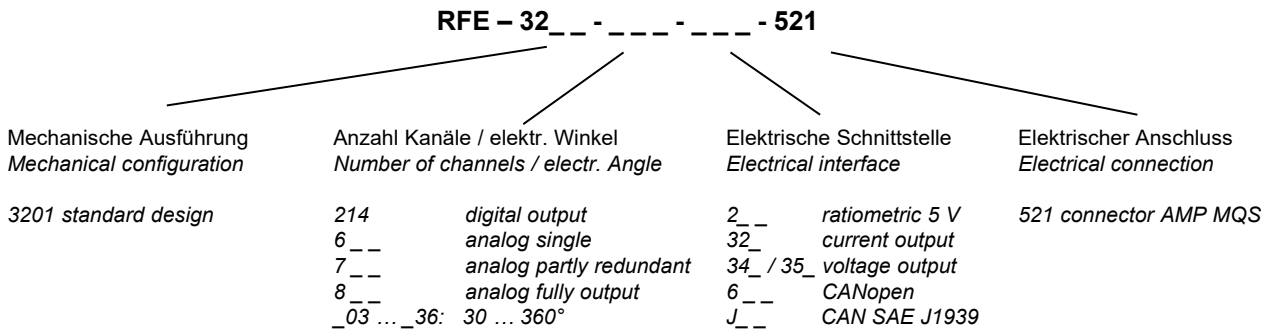 RFE – 32_ _ - _ _ _ - _ _ _ - 521
Mechanische Ausführung
Mechanical configuration
3201 standard design
Anzahl Kanäle / elektr. Winkel
Number of channels / electr. Angle
214 digital output
6 _ _ analog single
7 _ _ analog partly redundant
8 _ _ analog fully output
_03 … _36: 30 … 360°
Elektrische Schnittstelle
Electrical interface
2_ _ ratiometric 5 V
32_ current output
34_ / 35_ voltage output
6 _ _ CANopen
J_ _ CAN SAE J1939
Elektrischer Anschluss
Electrical connection
521 connector AMP MQS